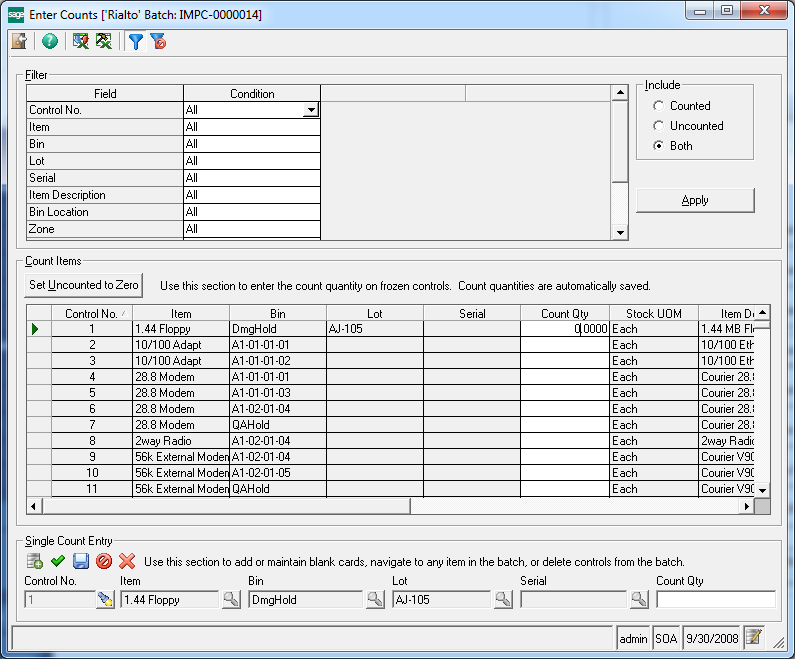 sage Enter Counts ['Rialto' Batch: IMPC-0000014]
Filter
Field Condition
Control No. All
Item All
Bin All
Lot All
Serial All
Item Description All
Bin Location All
Zone All
Include
Counted
Uncounted
Both
Apply
Count Items
Set Uncounted to Zero Use this section to enter the count quantity on frozen controls. Count quantities are automatically saved.
Control No. Item Bin Lot Serial Count Qty Stock UOM Item De
1 1.44 Floppy DmgHold AJ-105 0.0000 Each 1.44 MB Fl
2 10/100 Adapt A1-01-01-01 Each 10/100 Eth
3 10/100 Adapt A1-01-01-02 Each 10/100 Eth
4 28.8 Modem A1-01-01-01 Each Courier 28.8
5 28.8 Modem A1-01-01-03 Each Courier 28.8
6 28.8 Modem A1-02-01-04 Each Courier 28.8
7 28.8 Modem QAHold Each Courier 28.8
8 2way Radio A1-02-01-04 Each 2way Radio
9 56k External Modem A1-02-01-04 Each Courier V90
10 56k External Modem A1-02-01-05 Each Courier V90
11 56k External Modem QAHold Each Courier V90
Single Count Entry
Use this section to add or maintain blank cards, navigate to any item in the batch, or delete controls from the batch.
Control No. Item Bin Lot Serial Count Qty
1 1.44 Floppy DmgHold AJ-105
admin SOA 9/30/2008